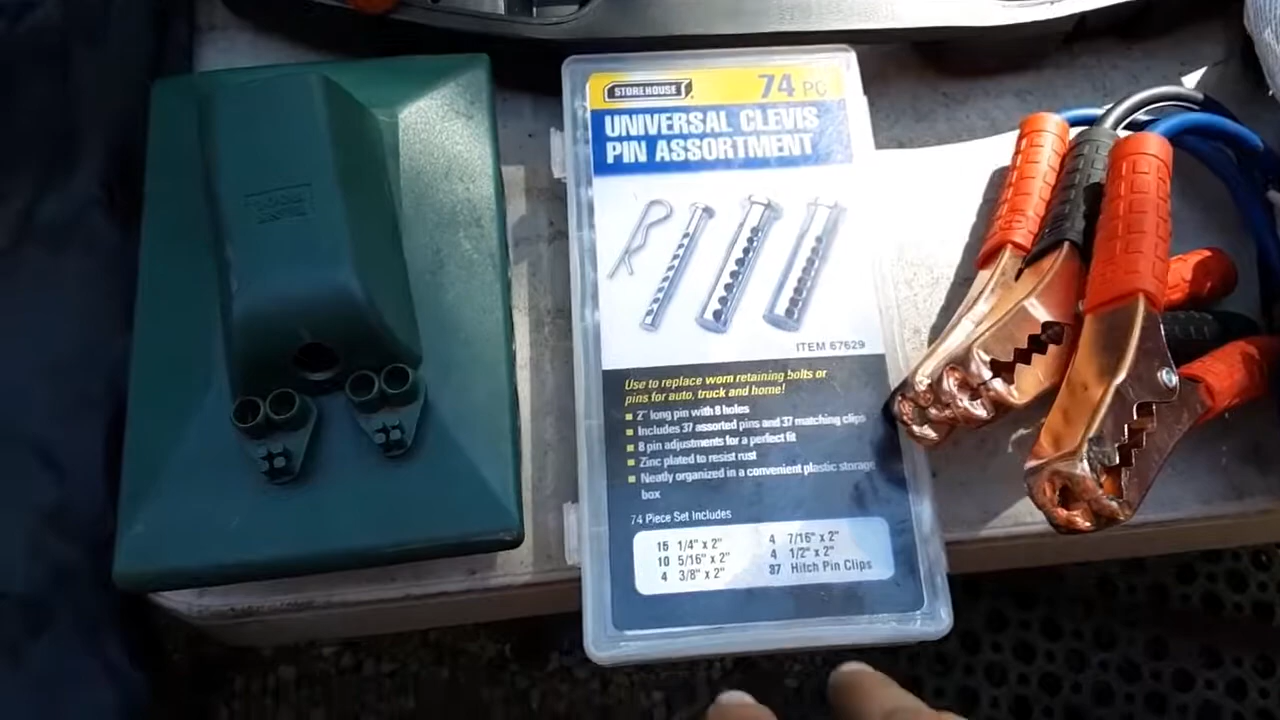 STOREHOUSE
74 PC
UNIVERSAL CLEVIS
PIN ASSORTMENT
ITEM 67629
Use to replace worn retaining bolts or
pins for auto, truck and home!
2" long pin with 8 holes
Includes 37 assorted pins and 37 matching clips
8 pin adjustments for a perfect fit
Zinc plated to resist rust
Neatly organized in a convenient plastic storage
box
74 Piece Set Includes
15 1/4" x 2"
10 5/16" x 2"
4 3/8" x 2"
4 7/16" x 2"
4 1/2" x 2"
37 Hitch Pin Clips